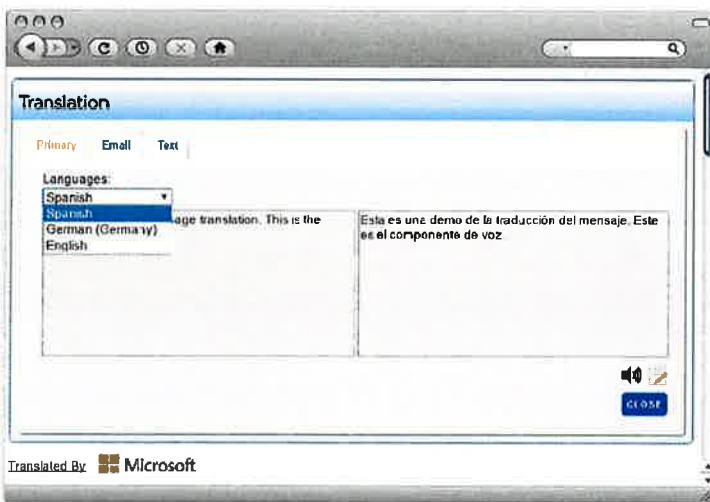 Translation
Primary Email Text
Languages:
Spanish
Spanish
German (Germany)
English
age translation. This is the
Esta es una demo de la traducción del mensaje. Este
es el componente de voz
CLOSE
Translated By Microsoft